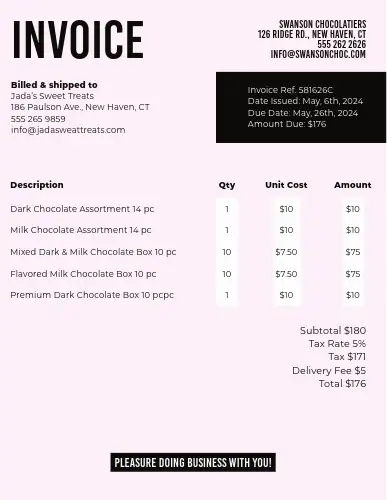 INVOICE
SWANSON CHOCOLATIERS
126 RIDGE RD., NEW HAVEN, CT
555 262 2626
INFO@SWANSONCHOC.COM
Billed & shipped to
Jada's Sweet Treats
186 Paulson Ave., New Haven, CT
555 265 9859
info@jadasweattreats.com
Invoice Ref: 581626C
Date Issued: May, 6th, 2024
Due Date: May, 26th, 2024
Amount Due: $176
Description Qty Unit Cost Amount
Dark Chocolate Assortment 14 pc 1 $10 $10
Milk Chocolate Assortment 14 pc 1 $10 $10
Mixed Dark & Milk Chocolate Box 10 pc 10 $7.50 $75
Flavored Milk Chocolate Box 10 pc 10 $7.50 $75
Premium Dark Chocolate Box 10 pcpc 1 $10 $10
Subtotal $180
Tax Rate 5%
Tax $171
Delivery Fee $5
Total $176
PLEASURE DOING BUSINESS WITH YOU!